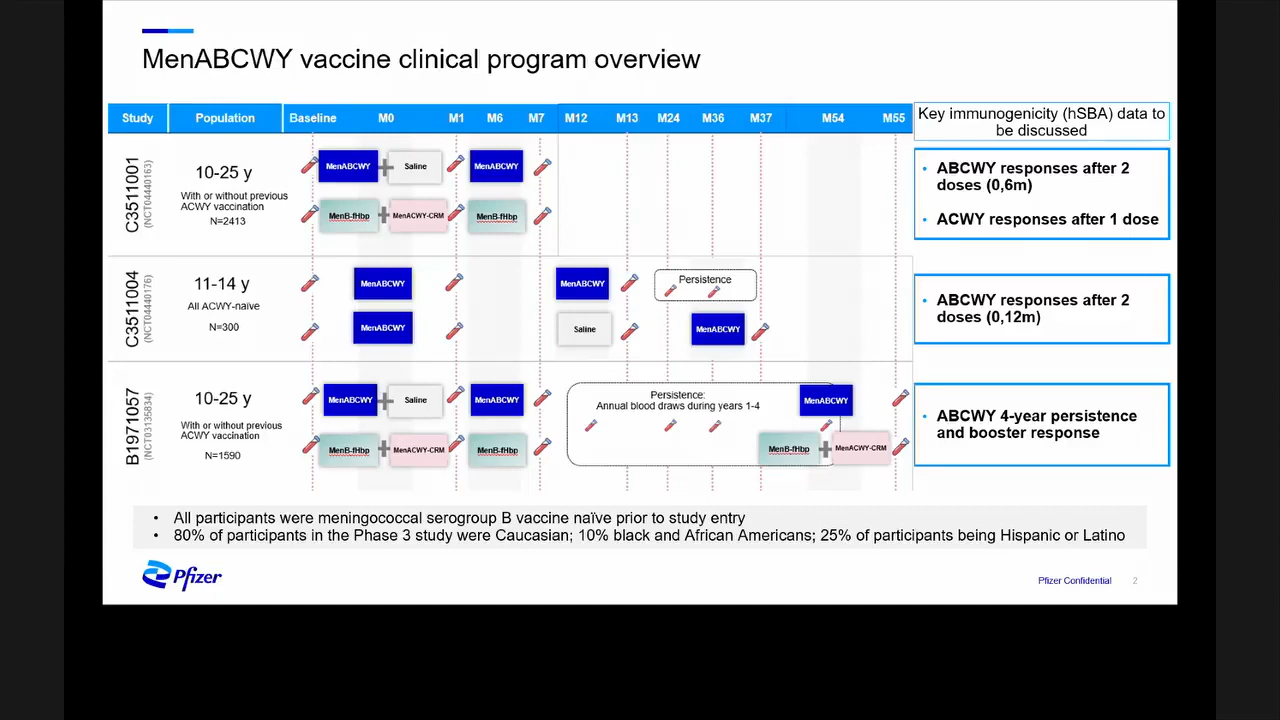 MenABCWY vaccine clinical program overview
Study Population Baseline M0 M1 M6 M7 M12 M13 M24 M36 M37 M54 M55
Key immunogenicity (hSBA) data to
be discussed
C3511001
(NCT04440163)
10-25 y
With or without previous
ACWY vaccination
N=2413
MenABCWY Saline MenABCWY
MenB-fHbp MenACWY-CRM MenB-fHbp
• ABCWY responses after 2
doses (0,6m)
• ACWY responses after 1 dose
C3511004
(NCT04440176)
11-14 y
All ACWY-naïve
N=300
MenABCWY MenABCWY Persistence
MenABCWY Saline MenABCWY
• ABCWY responses after 2
doses (0,12m)
B1971057
(NCT03135834)
10-25 y
With or without previous
ACWY vaccination
N=1590
MenABCWY Saline MenABCWY
Persistence:
Annual blood draws during years 1-4
MenABCWY
MenB-fHbp MenACWY-CRM MenB-fHbp MenB-fHbp MenACWY-CRM
• ABCWY 4-year persistence
and booster response
• All participants were meningococcal serogroup B vaccine naïve prior to study entry
• 80% of participants in the Phase 3 study were Caucasian; 10% black and African Americans; 25% of participants being Hispanic or Latino
Pfizer
Pfizer Confidential 2